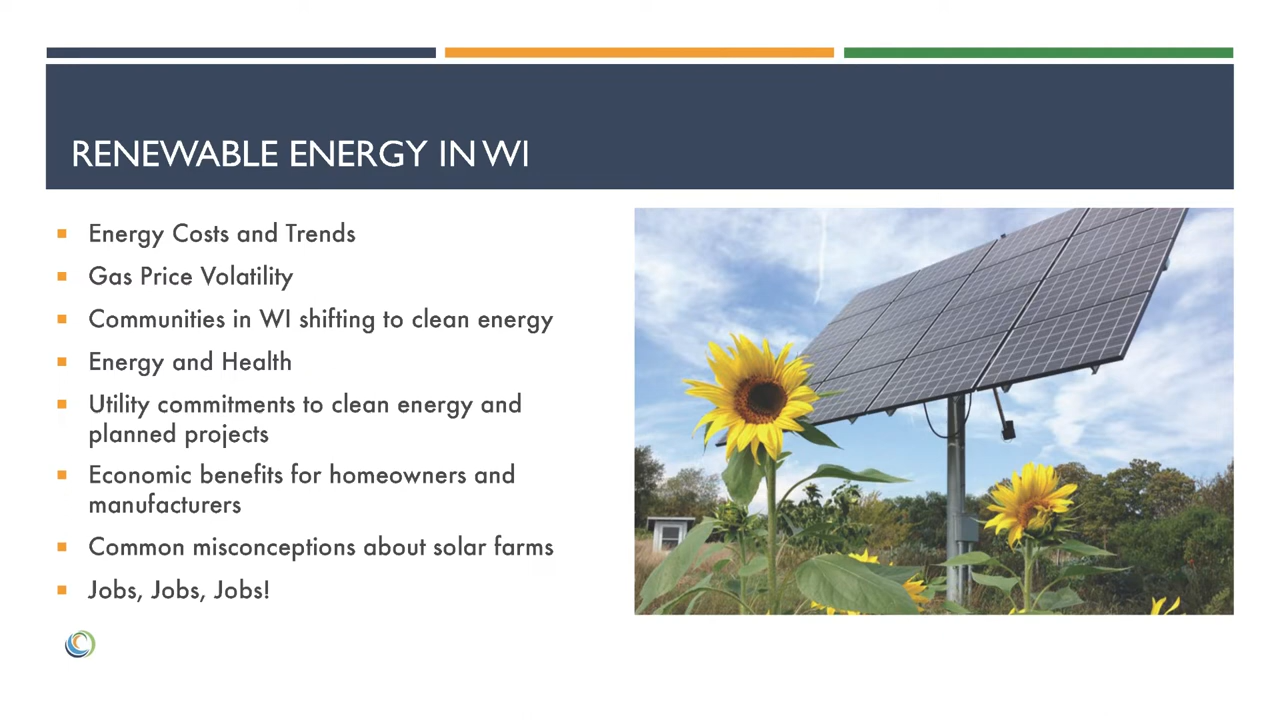 RENEWABLE ENERGY IN WI
Energy Costs and Trends
Gas Price Volatility
Communities in WI shifting to clean energy
Energy and Health
Utility commitments to clean energy and
planned projects
Economic benefits for homeowners and
manufacturers
Common misconceptions about solar farms
Jobs, Jobs, Jobs!